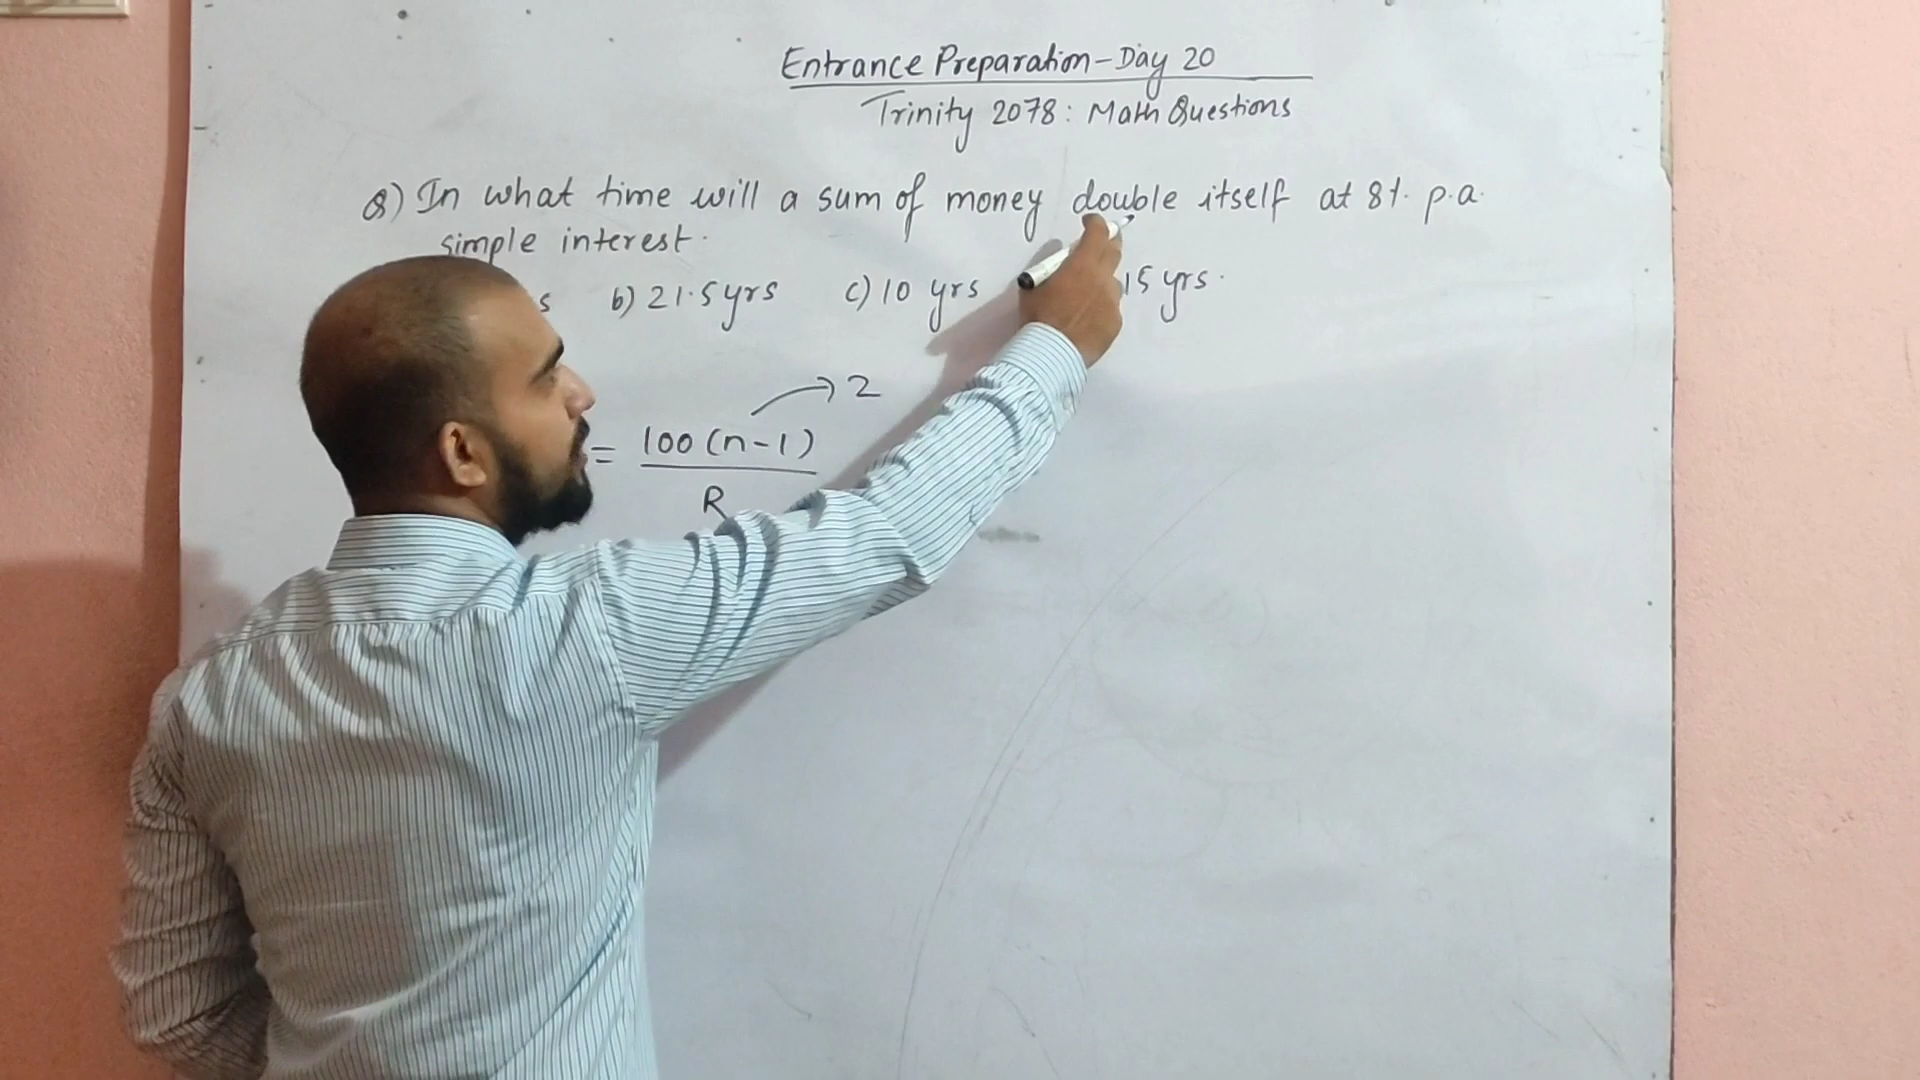 Entrance Preparation - Day 20
Trinity 2078: Math Questions
Q) In what time will a sum of money double itself at 8%. p.a.
simple interest.
s b) 21.5 yrs c) 10 yrs 15 yrs.
2
= 100 (n-1)
R